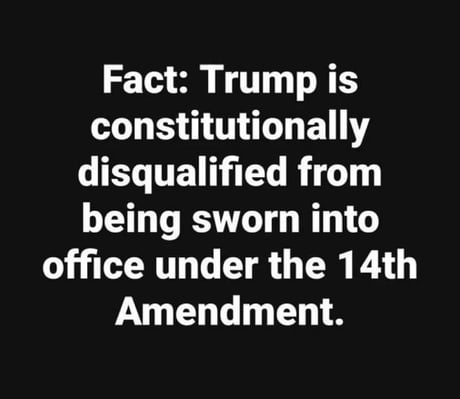 Fact: Trump is
constitutionally
disqualified from
being sworn into
office under the 14th
Amendment.